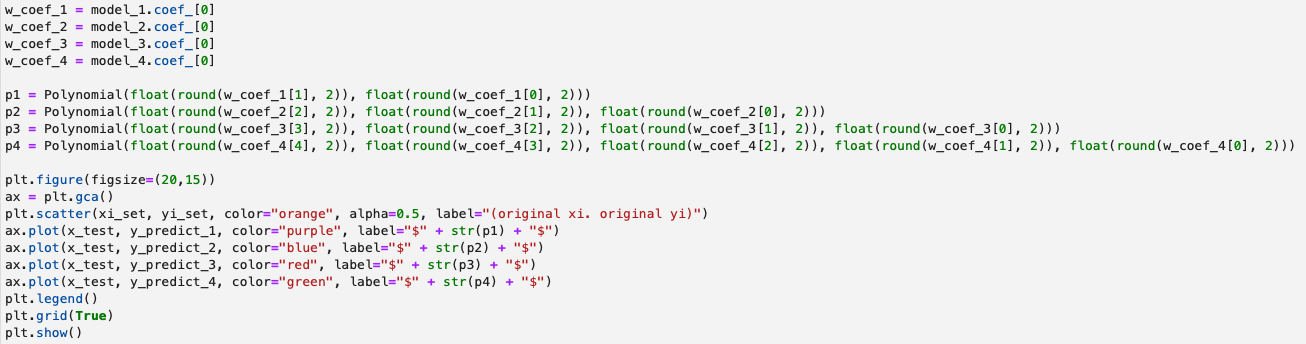 w_coef_1 = model_1.coef_[0]
w_coef_2 = model_2.coef_[0]
w_coef_3 = model_3.coef_[0]
w_coef_4 = model_4.coef_[0]

p1 = Polynomial(float(round(w_coef_1[1], 2)), float(round(w_coef_1[0], 2)))
p2 = Polynomial(float(round(w_coef_2[2], 2)), float(round(w_coef_2[1], 2)), float(round(w_coef_2[0], 2)))
p3 = Polynomial(float(round(w_coef_3[3], 2)), float(round(w_coef_3[2], 2)), float(round(w_coef_3[1], 2)), float(round(w_coef_3[0], 2)))
p4 = Polynomial(float(round(w_coef_4[4], 2)), float(round(w_coef_4[3], 2)), float(round(w_coef_4[2], 2)), float(round(w_coef_4[1], 2)), float(round(w_coef_4[0], 2)))

plt.figure(figsize=(20,15))
ax = plt.gca()
plt.scatter(xi_set, yi_set, color="orange", alpha=0.5, label="(original xi. original yi)")
ax.plot(x_test, y_predict_1, color="purple", label="$" + str(p1) + "$")
ax.plot(x_test, y_predict_2, color="blue", label="$" + str(p2) + "$")
ax.plot(x_test, y_predict_3, color="red", label="$" + str(p3) + "$")
ax.plot(x_test, y_predict_4, color="green", label="$" + str(p4) + "$")
plt.legend()
plt.grid(True)
plt.show()